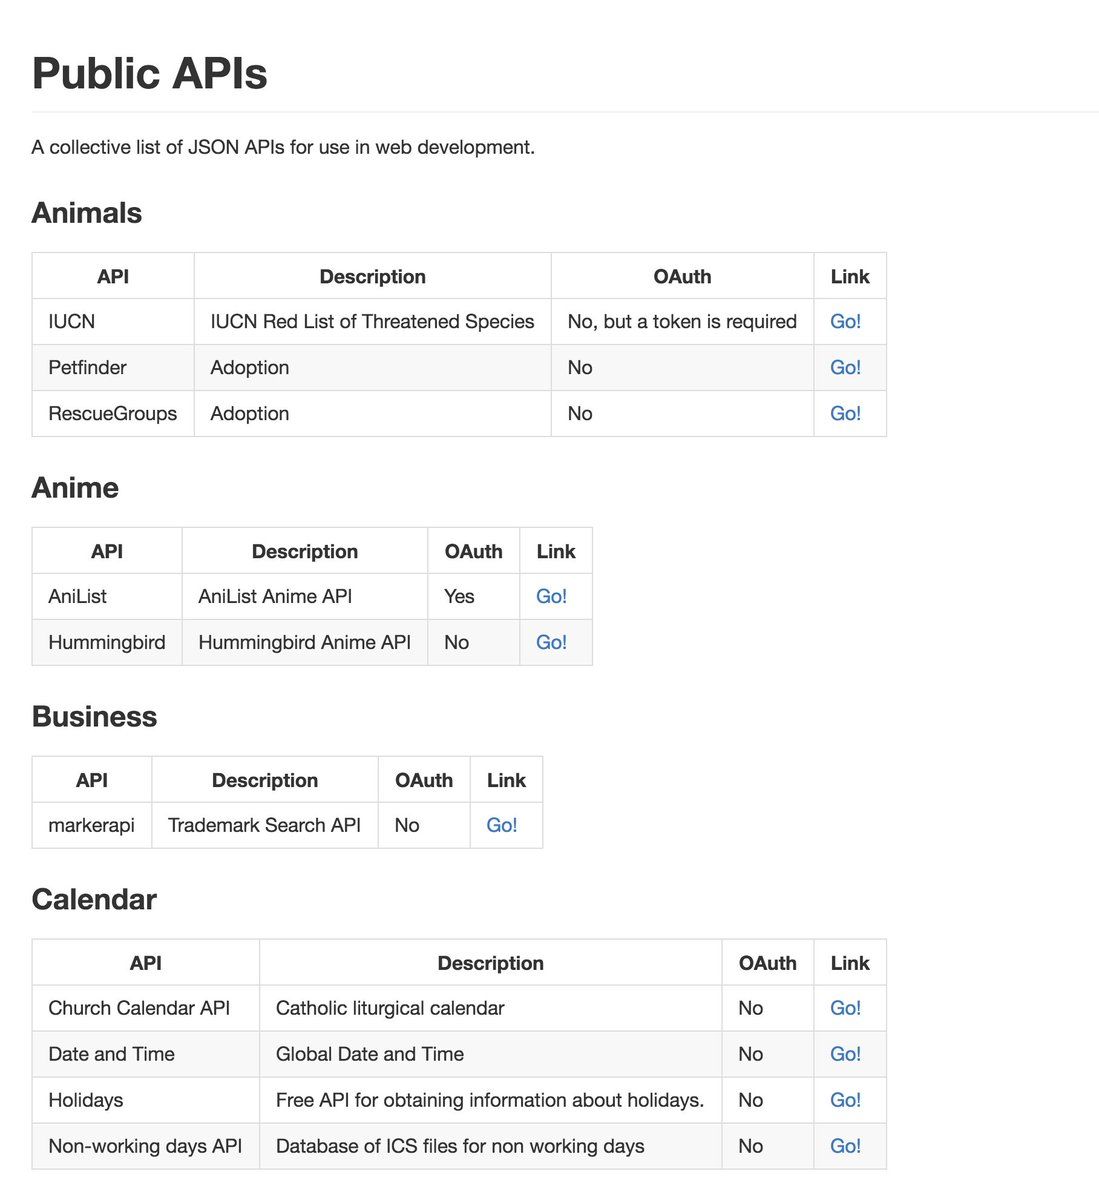 Public APIs
A collective list of JSON APIs for use in web development.
Animals
API Description OAuth Link
IUCN IUCN Red List of Threatened Species No, but a token is required Go!
Petfinder Adoption No Go!
RescueGroups Adoption No Go!
Anime
API Description OAuth Link
AniList AniList Anime API Yes Go!
Hummingbird Hummingbird Anime API No Go!
Business
API Description OAuth Link
markerapi Trademark Search API No Go!
Calendar
API Description OAuth Link
Church Calendar API Catholic liturgical calendar No Go!
Date and Time Global Date and Time No Go!
Holidays Free API for obtaining information about holidays. No Go!
Non-working days API Database of ICS files for non working days No Go!